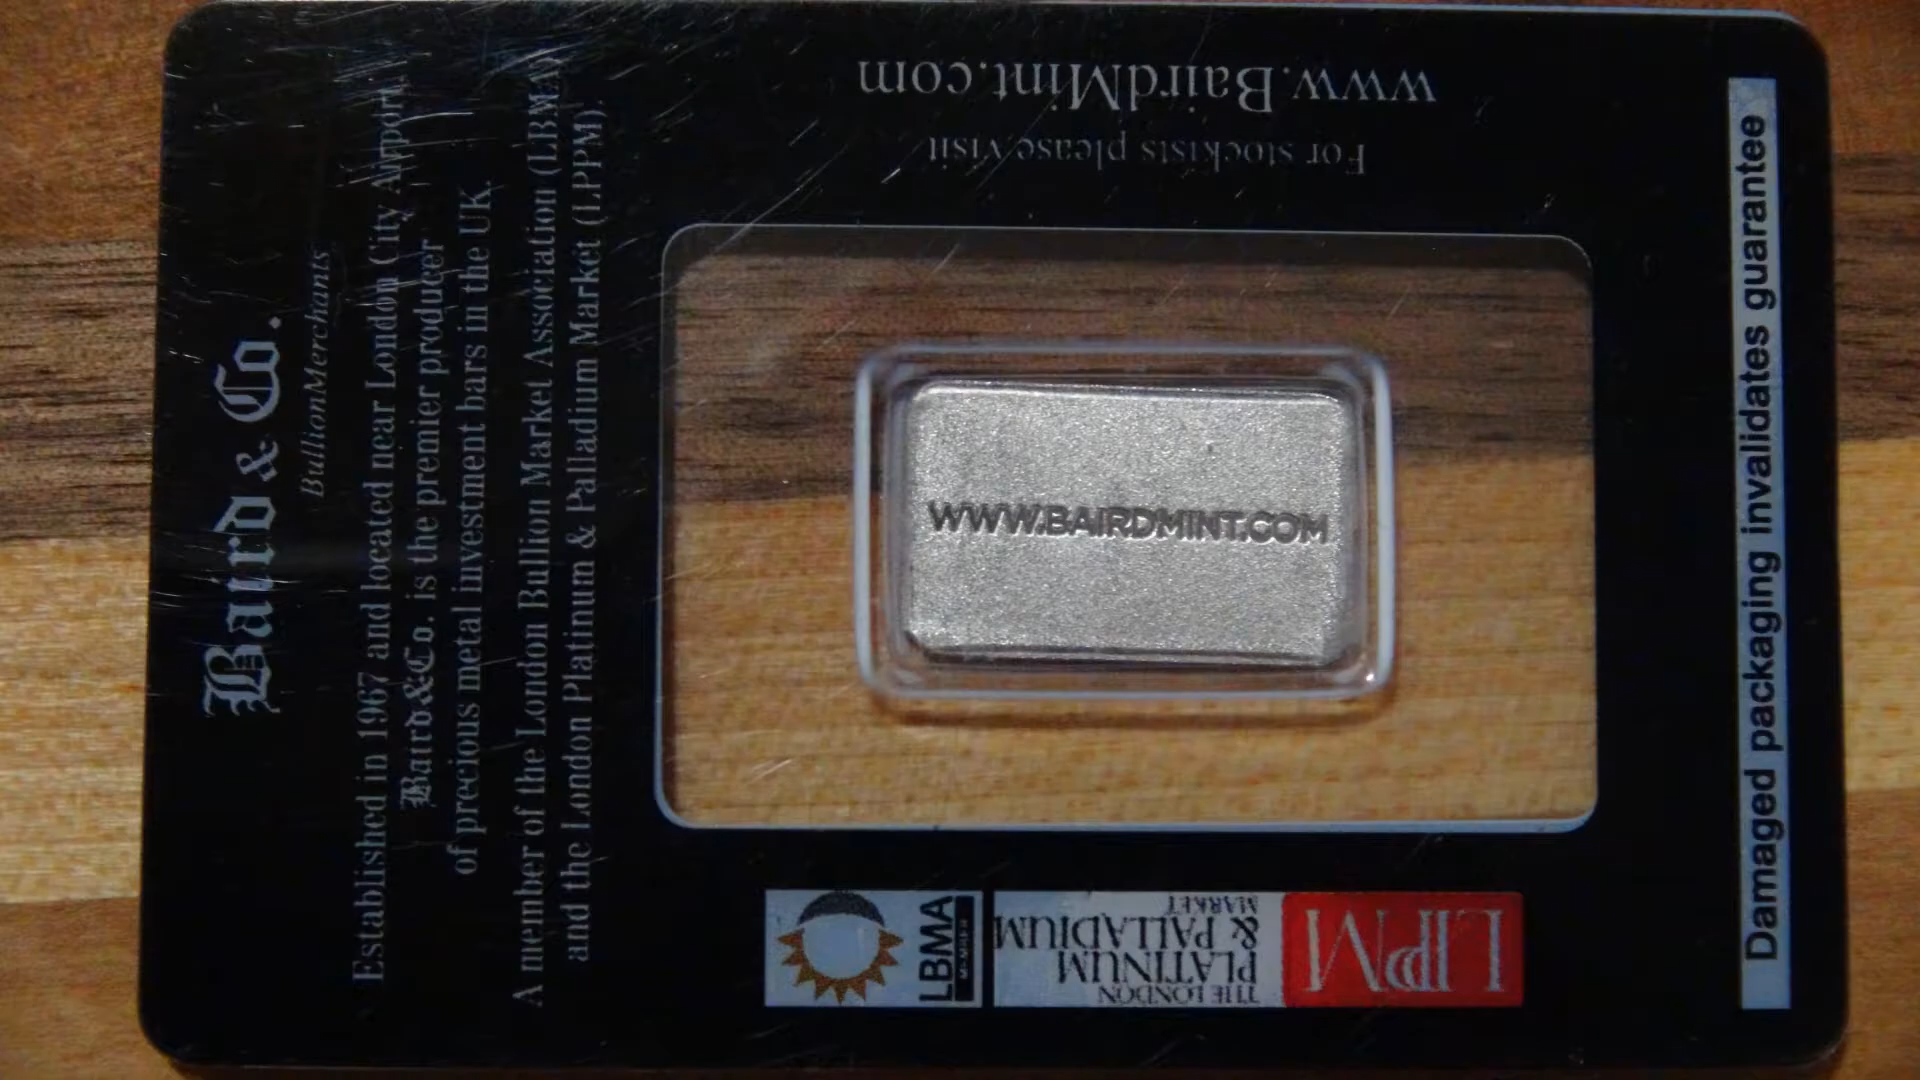 Baird & Co.
BullionMerchants
Established in 1967 and located near London City Airport.
Baird & Co. is the premier producer
of precious metal investment bars in the UK.
A member of the London Bullion Market Association (LBMA)
and the London Platinum & Palladium Market (LPPM).
For stockists please visit
www.BairdMint.com
WWW.BAIRDMINT.COM
LBMA
MEMBER
THE LONDON
PLATINUM
& PALLADIUM
MARKET
LPPM
Damaged packaging invalidates guarantee